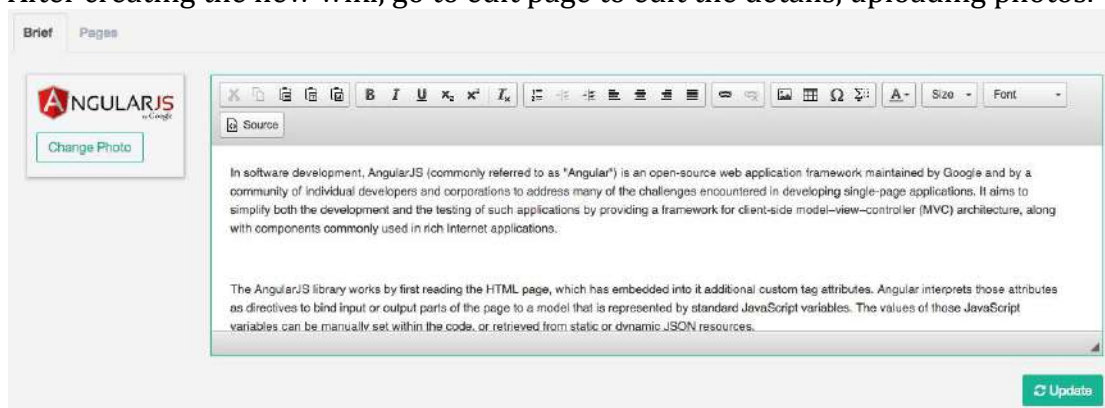 After creating the new wiki, go to edit page to edit the details, uploading photos.
Brief Pages
ANGULARJS
by Google
Change Photo
B I U x₂ x² Ix Size Font
Source
In software development, AngularJS (commonly referred to as "Angular") is an open-source web application framework maintained by Google and by a
community of individual developers and corporations to address many of the challenges encountered in developing single-page applications. It aims to
simplify both the development and the testing of such applications by providing a framework for client-side model–view–controller (MVC) architecture, along
with components commonly used in rich Internet applications.
The AngularJS library works by first reading the HTML page, which has embedded into it additional custom tag attributes. Angular interprets those attributes
as directives to bind input or output parts of the page to a model that is represented by standard JavaScript variables. The values of those JavaScript
variables can be manually set within the code, or retrieved from static or dynamic JSON resources.
Update